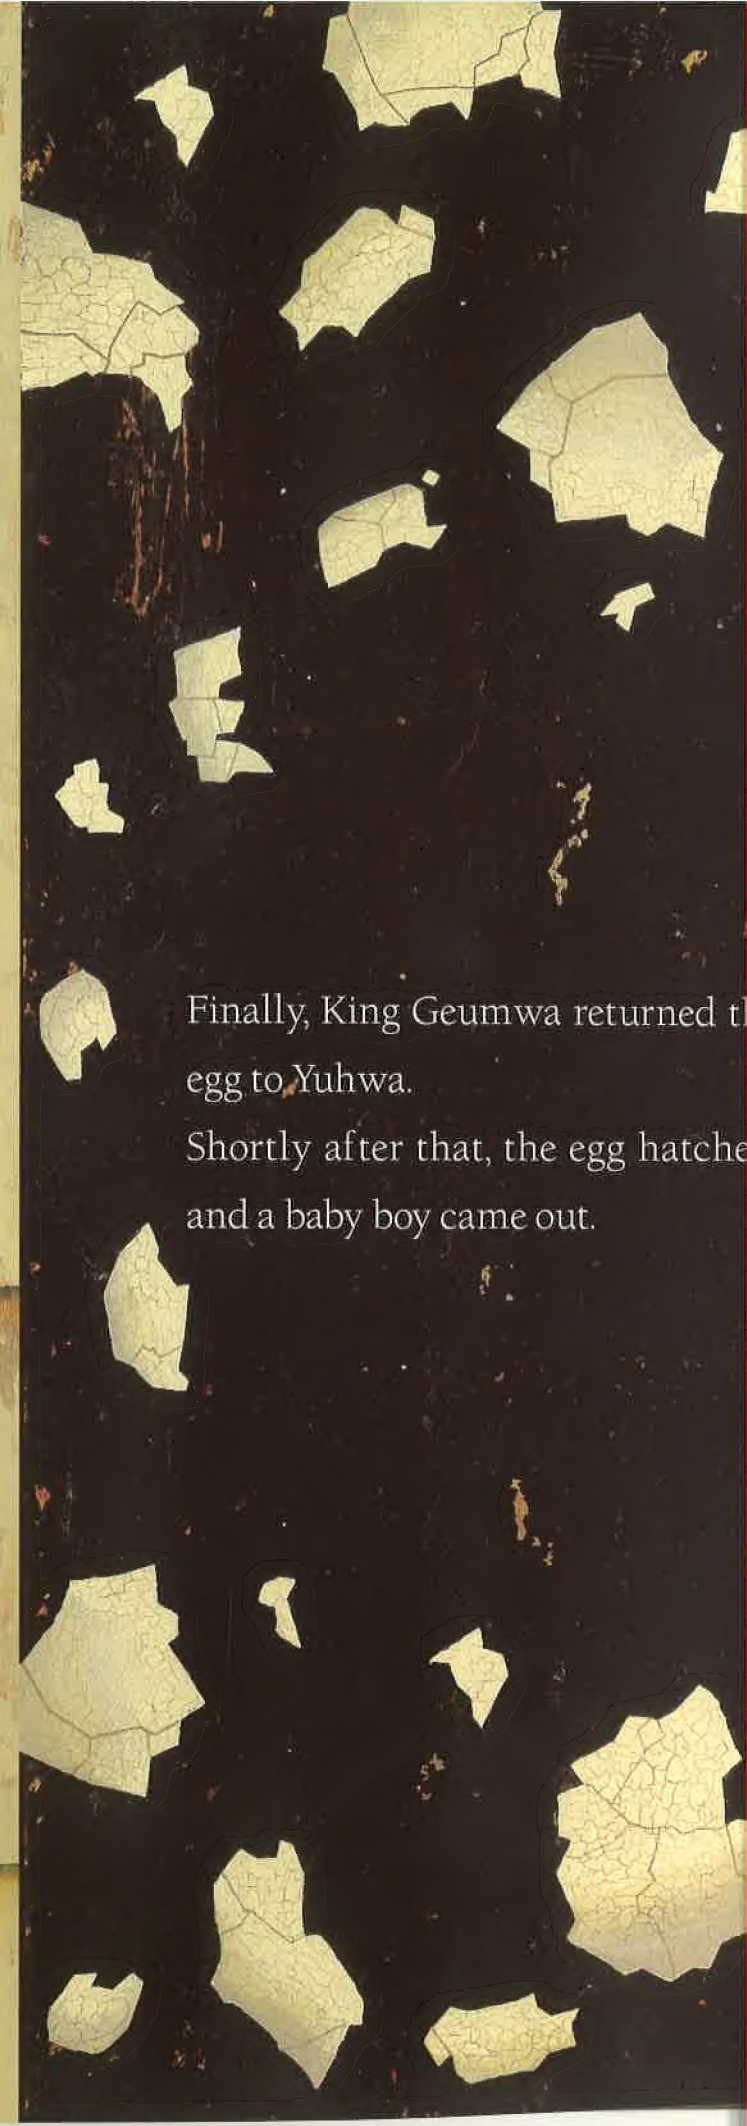 Finally, King Geumwa returned
egg to Yuhwa.
Shortly after that, the egg hatche
and a baby boy came out.